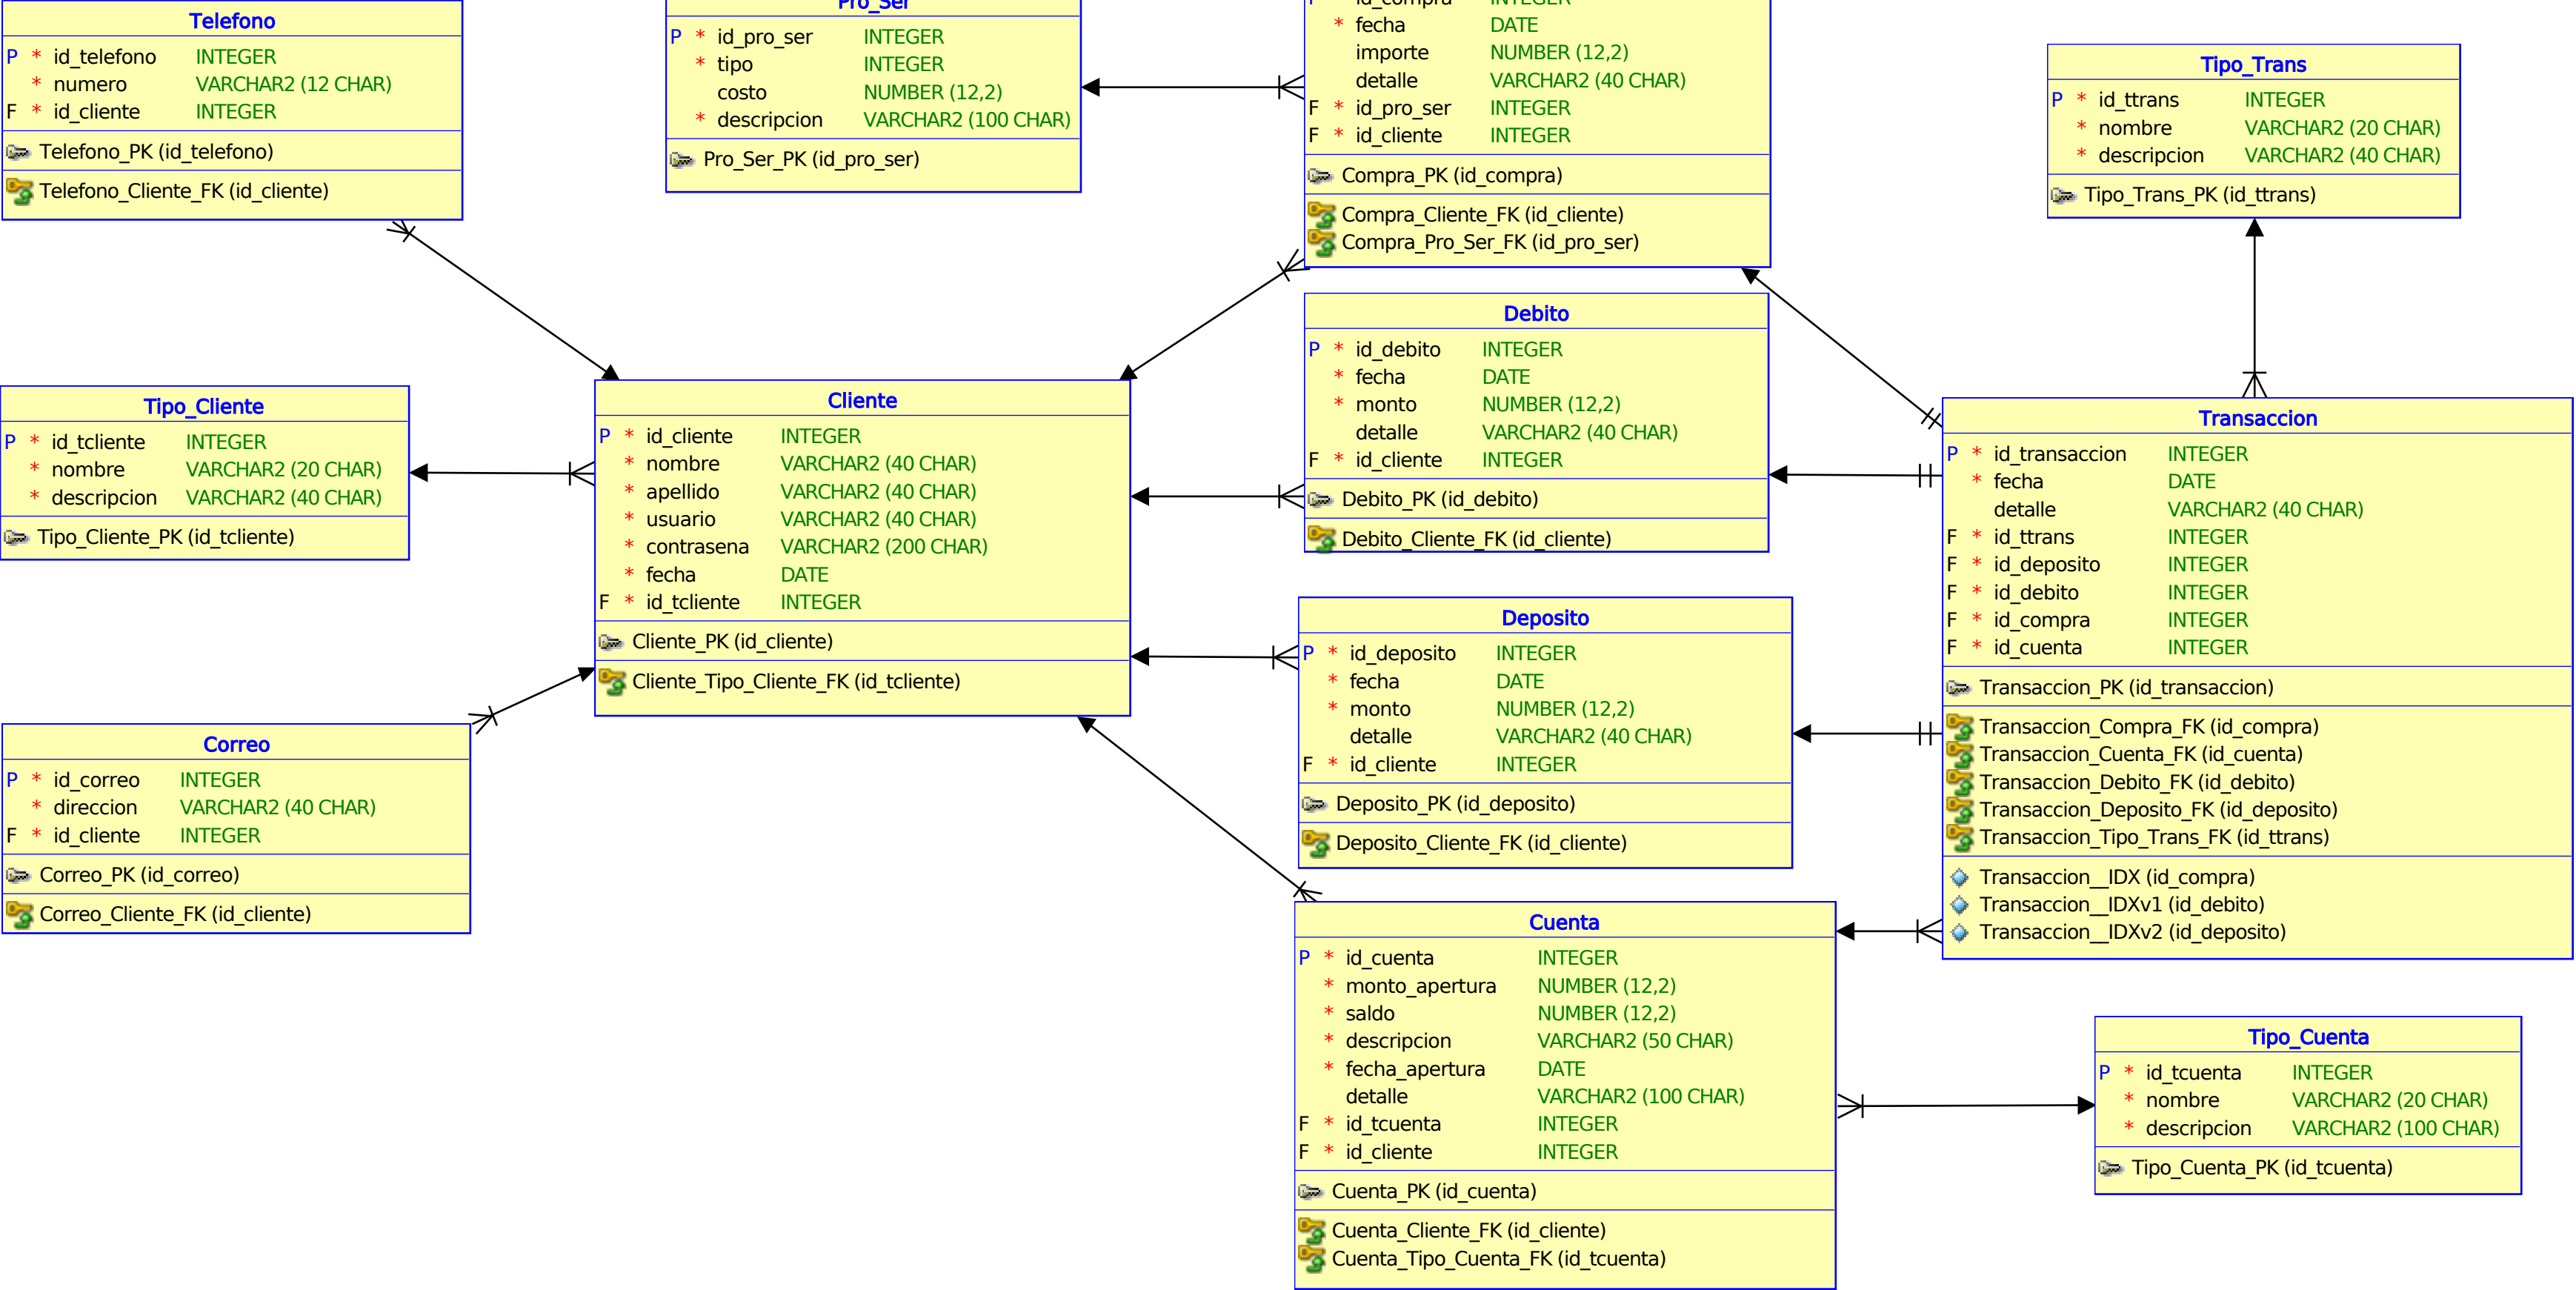 Telefono
P * id_telefono INTEGER
* numero VARCHAR2 (12 CHAR)
F * id_cliente INTEGER
Telefono_PK (id_telefono)
Telefono_Cliente_FK (id_cliente)
Pro_Ser
P * id_pro_ser INTEGER
* tipo INTEGER
costo NUMBER (12,2)
* descripcion VARCHAR2 (100 CHAR)
Pro_Ser_PK (id_pro_ser)
P * id_compra INTEGER
* fecha DATE
importe NUMBER (12,2)
detalle VARCHAR2 (40 CHAR)
F * id_pro_ser INTEGER
F * id_cliente INTEGER
Compra_PK (id_compra)
Compra_Cliente_FK (id_cliente)
Compra_Pro_Ser_FK (id_pro_ser)
Tipo_Trans
P * id_ttrans INTEGER
* nombre VARCHAR2 (20 CHAR)
* descripcion VARCHAR2 (40 CHAR)
Tipo_Trans_PK (id_ttrans)
Tipo_Cliente
P * id_tcliente INTEGER
* nombre VARCHAR2 (20 CHAR)
* descripcion VARCHAR2 (40 CHAR)
Tipo_Cliente_PK (id_tcliente)
Cliente
P * id_cliente INTEGER
* nombre VARCHAR2 (40 CHAR)
* apellido VARCHAR2 (40 CHAR)
* usuario VARCHAR2 (40 CHAR)
* contrasena VARCHAR2 (200 CHAR)
* fecha DATE
F * id_tcliente INTEGER
Cliente_PK (id_cliente)
Cliente_Tipo_Cliente_FK (id_tcliente)
Debito
P * id_debito INTEGER
* fecha DATE
* monto NUMBER (12,2)
detalle VARCHAR2 (40 CHAR)
F * id_cliente INTEGER
Debito_PK (id_debito)
Debito_Cliente_FK (id_cliente)
Transaccion
P * id_transaccion INTEGER
* fecha DATE
detalle VARCHAR2 (40 CHAR)
F * id_ttrans INTEGER
F * id_deposito INTEGER
F * id_debito INTEGER
F * id_compra INTEGER
F * id_cuenta INTEGER
Transaccion_PK (id_transaccion)
Transaccion_Compra_FK (id_compra)
Transaccion_Cuenta_FK (id_cuenta)
Transaccion_Debito_FK (id_debito)
Transaccion_Deposito_FK (id_deposito)
Transaccion_Tipo_Trans_FK (id_ttrans)
Transaccion__IDX (id_compra)
Transaccion__IDXv1 (id_debito)
Transaccion__IDXv2 (id_deposito)
Deposito
P * id_deposito INTEGER
* fecha DATE
* monto NUMBER (12,2)
detalle VARCHAR2 (40 CHAR)
F * id_cliente INTEGER
Deposito_PK (id_deposito)
Deposito_Cliente_FK (id_cliente)
Correo
P * id_correo INTEGER
* direccion VARCHAR2 (40 CHAR)
F * id_cliente INTEGER
Correo_PK (id_correo)
Correo_Cliente_FK (id_cliente)
Cuenta
P * id_cuenta INTEGER
* monto_apertura NUMBER (12,2)
* saldo NUMBER (12,2)
* descripcion VARCHAR2 (50 CHAR)
* fecha_apertura DATE
detalle VARCHAR2 (100 CHAR)
F * id_tcuenta INTEGER
F * id_cliente INTEGER
Cuenta_PK (id_cuenta)
Cuenta_Cliente_FK (id_cliente)
Cuenta_Tipo_Cuenta_FK (id_tcuenta)
Tipo_Cuenta
P * id_tcuenta INTEGER
* nombre VARCHAR2 (20 CHAR)
* descripcion VARCHAR2 (100 CHAR)
Tipo_Cuenta_PK (id_tcuenta)